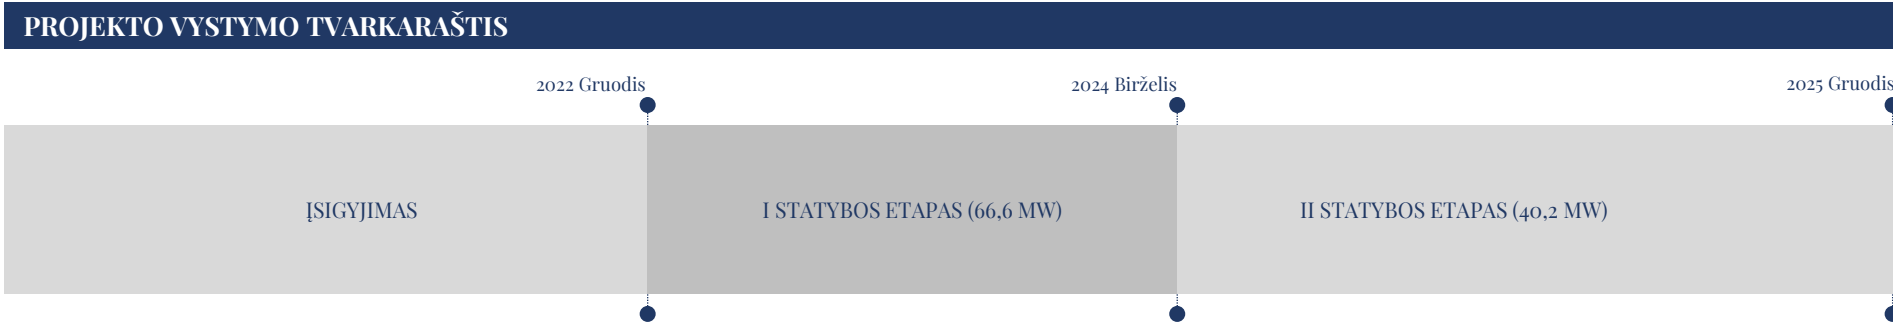 PROJEKTO VYSTYMO TVARKARAŠTIS
2022 Gruodis
2024 Birželis
2025 Gruodis
ĮSIGYJIMAS
I STATYBOS ETAPAS (66,6 MW)
II STATYBOS ETAPAS (40,2 MW)